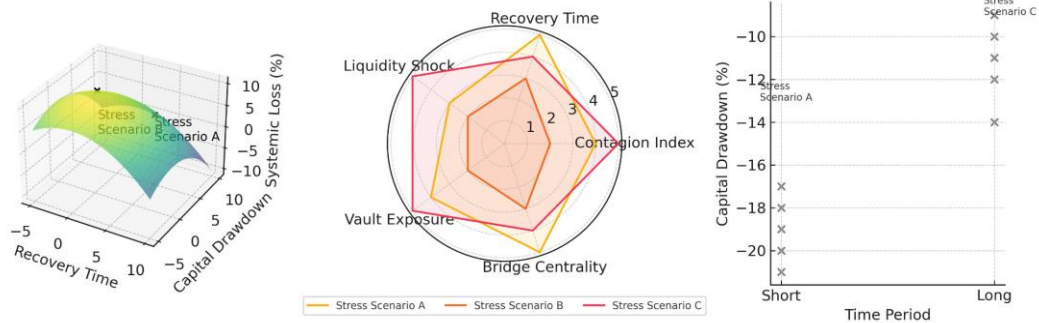 10
5
0
-5
-10
Systemic Loss (%)
Stress
Scenario B
Stress
Scenario A
-5
0
5
10
Recovery Time
-5
0
5
10
Capital Drawdown
Recovery Time
Liquidity Shock
Contagion Index
Vault Exposure
Bridge Centrality
1
2
3
4
5
Stress Scenario A
Stress Scenario B
Stress Scenario C
Stress
Scenario C
Stress
Scenario A
−10
−12
−14
−16
−18
−20
Capital Drawdown (%)
Short
Long
Time Period